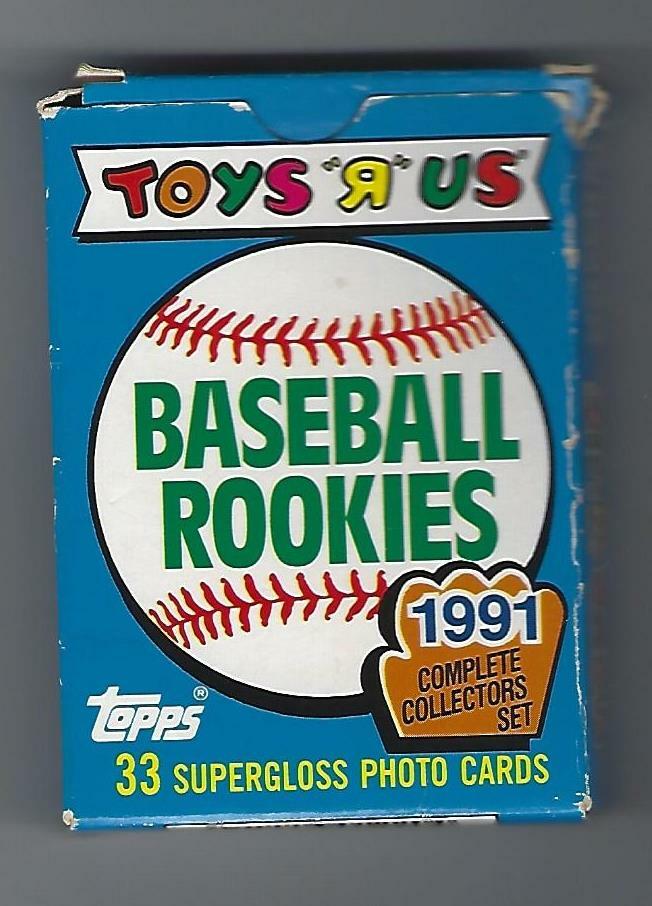 TOYS "Я" US
BASEBALL
ROOKIES
1991
COMPLETE
COLLECTORS
SET
topps®
33 SUPERGLOSS PHOTO CARDS